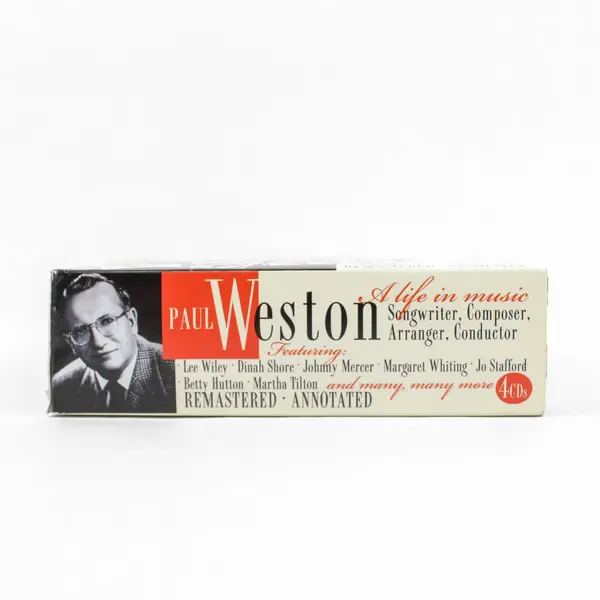 PAUL Weston
A life in music
Songwriter, Composer,
Arranger, Conductor
Featuring:
· Lee Wiley · Dinah Shore · Johnny Mercer · Margaret Whiting · Jo Stafford
· Betty Hutton · Martha Tilton and many, many more
4CDs
REMASTERED · ANNOTATED